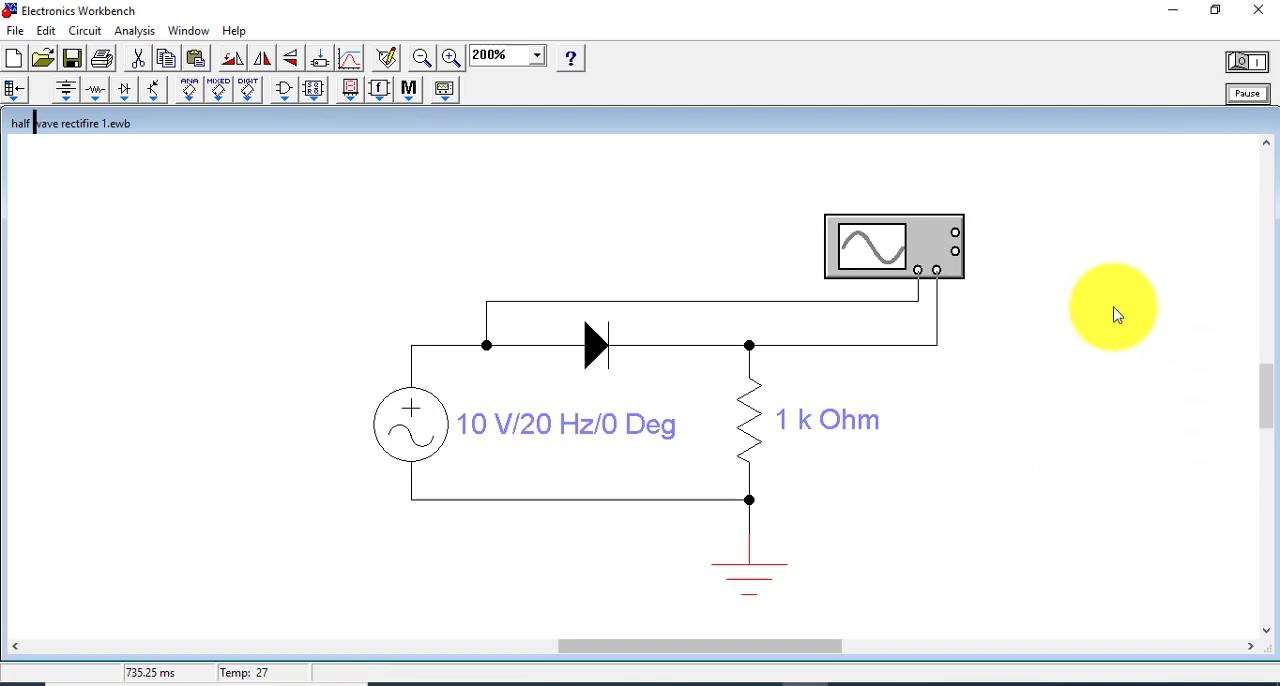 Electronics Workbench
File Edit Circuit Analysis Window Help
200% ?
ANA MIXED DIGIT f M
Pause
half wave rectifire 1.ewb
10 V/20 Hz/0 Deg
1 k Ohm
735.25 ms Temp: 27